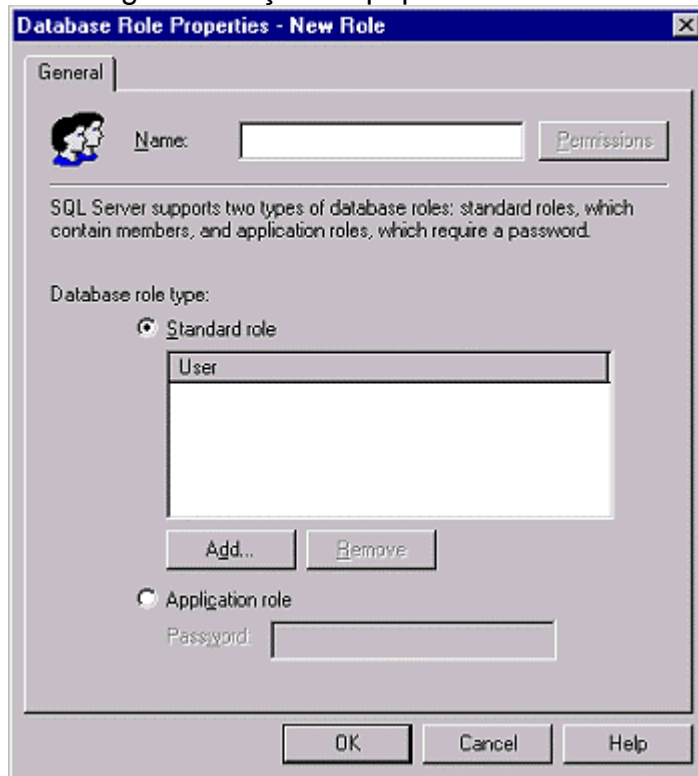 Database Role Properties - New Role
General
Name:
Permissions
SQL Server supports two types of database roles: standard roles, which
contain members, and application roles, which require a password.
Database role type:
Standard role
User
Add...
Remove
Application role
Password:
OK
Cancel
Help